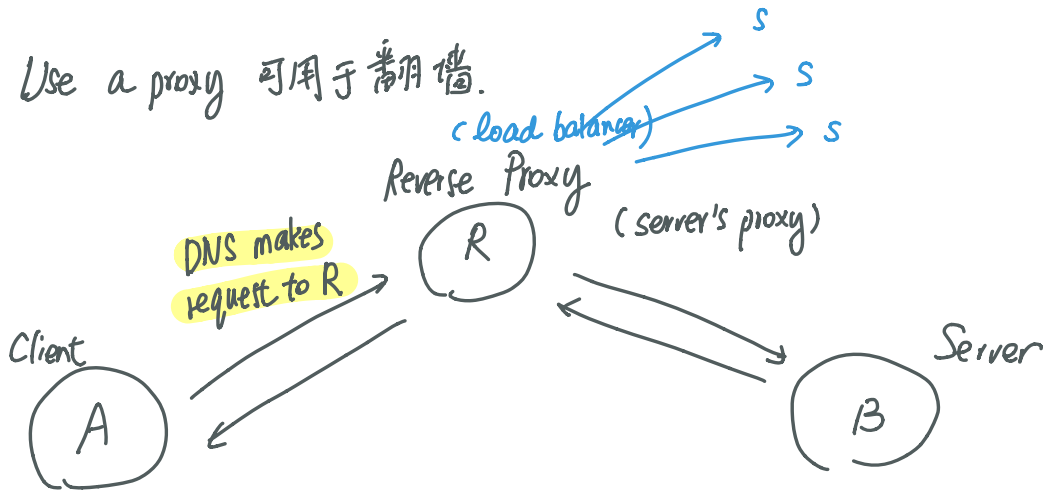 Use a proxy 可用于翻墙.
S
S
(load balancer)
S
Reverse Proxy
(server's proxy)
R
DNS makes
request to R
Client
Server
A
B